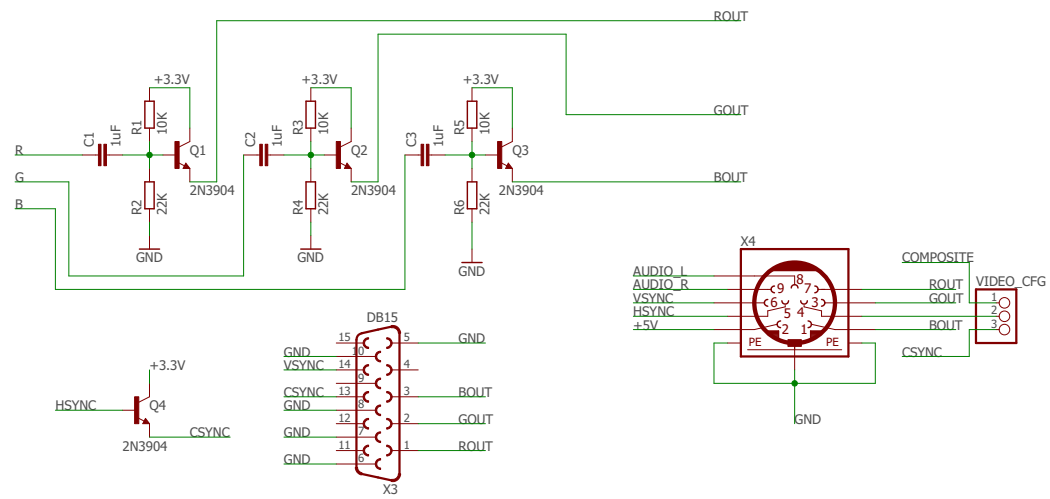 ROUT
+3.3V +3.3V +3.3V
R1 10K R3 10K R5 10K
GOUT
C1 1uF C2 1uF C3 1uF
R Q1 Q2 Q3
G BOUT
2N3904 2N3904 2N3904
R2 22K R4 22K R6 22K
B
GND GND GND
X4
COMPOSITE
AUDIO_L 8 VIDEO_CFG
AUDIO_R 9 7 ROUT
VSYNC 6 3 GOUT 1
HSYNC 5 4 2
+5V 2 1 BOUT 3
PE PE
CSYNC
GND
DB15
15 5 GND
GND 10
VSYNC 14 4
9
CSYNC 13 3 BOUT
GND 8
12 2 GOUT
GND 7
11 1 ROUT
GND 6
X3
+3.3V
HSYNC Q4
CSYNC
2N3904